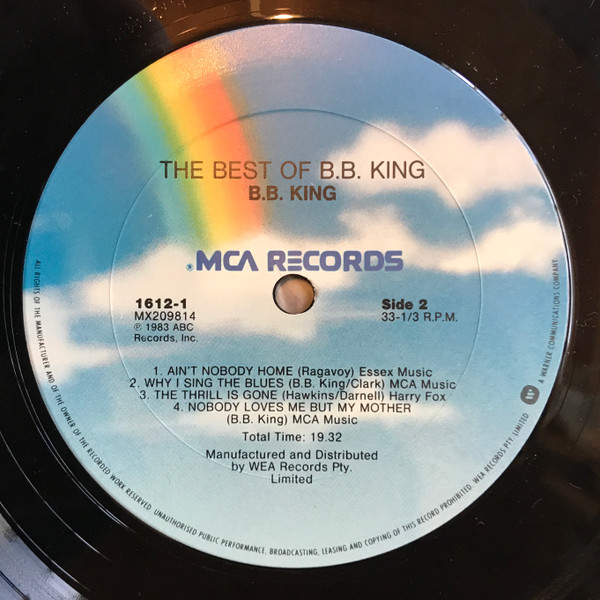 THE BEST OF B.B. KING
B.B. KING
MCA RECORDS
1612-1
MX209814
℗ 1983 ABC
Records, Inc.
Side 2
33-1/3 R.P.M.
1. AIN'T NOBODY HOME (Ragavoy) Essex Music
2. WHY I SING THE BLUES (B.B. King/Clark) MCA Music
3. THE THRILL IS GONE (Hawkins/Darnell) Harry Fox
4. NOBODY LOVES ME BUT MY MOTHER
(B.B. King) MCA Music
Total Time: 19.32
Manufactured and Distributed
by WEA Records Pty.
Limited
ALL RIGHTS OF THE MANUFACTURER AND OF THE OWNER OF THE RECORDED WORK RESERVED. UNAUTHORISED PUBLIC PERFORMANCE, BROADCASTING, LEASING AND COPYING OF THIS RECORD PROHIBITED. WEA RECORDS PTY. LIMITED A WARNER COMMUNICATIONS COMPANY